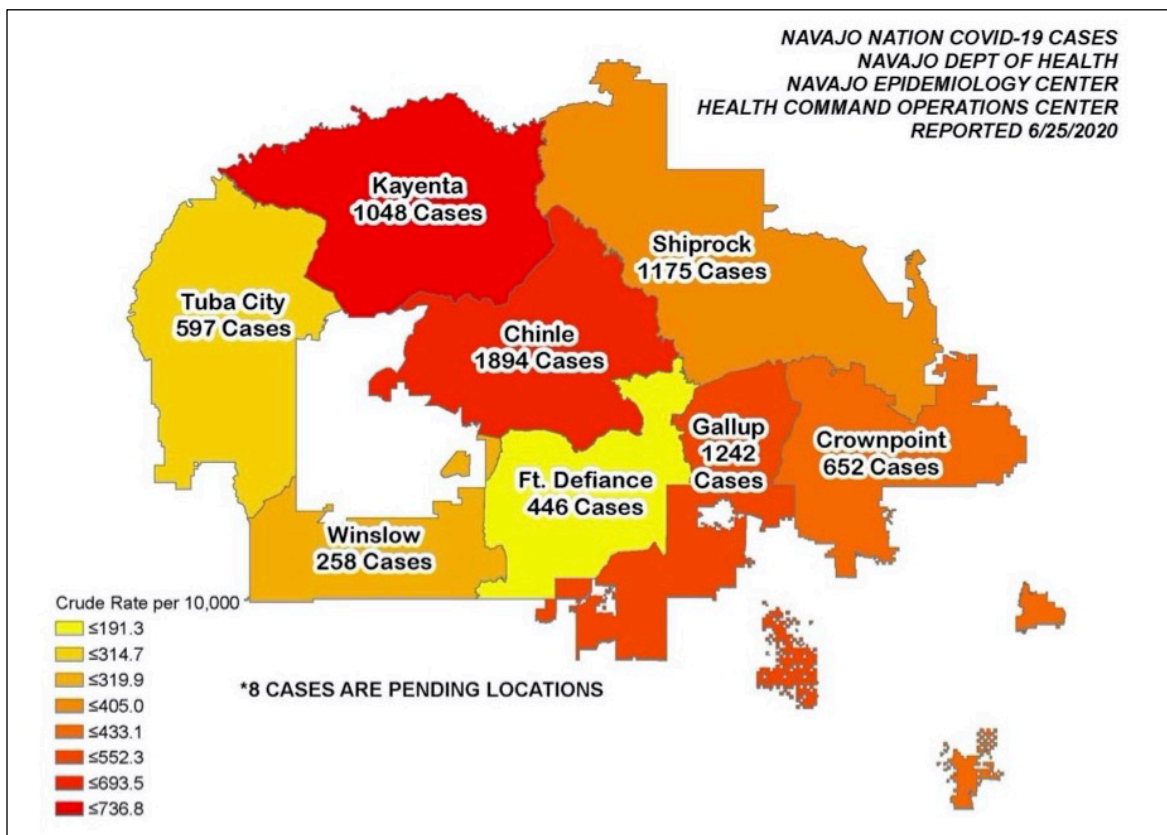 NAVAJO NATION COVID-19 CASES
NAVAJO DEPT OF HEALTH
NAVAJO EPIDEMIOLOGY CENTER
HEALTH COMMAND OPERATIONS CENTER
REPORTED 6/25/2020
Kayenta
1048 Cases
Shiprock
1175 Cases
Tuba City
597 Cases
Chinle
1894 Cases
Gallup
1242
Cases
Crownpoint
652 Cases
Ft. Defiance
446 Cases
Winslow
258 Cases
Crude Rate per 10,000
≤191.3
≤314.7
≤319.9
≤405.0
≤433.1
≤552.3
≤693.5
≤736.8
*8 CASES ARE PENDING LOCATIONS